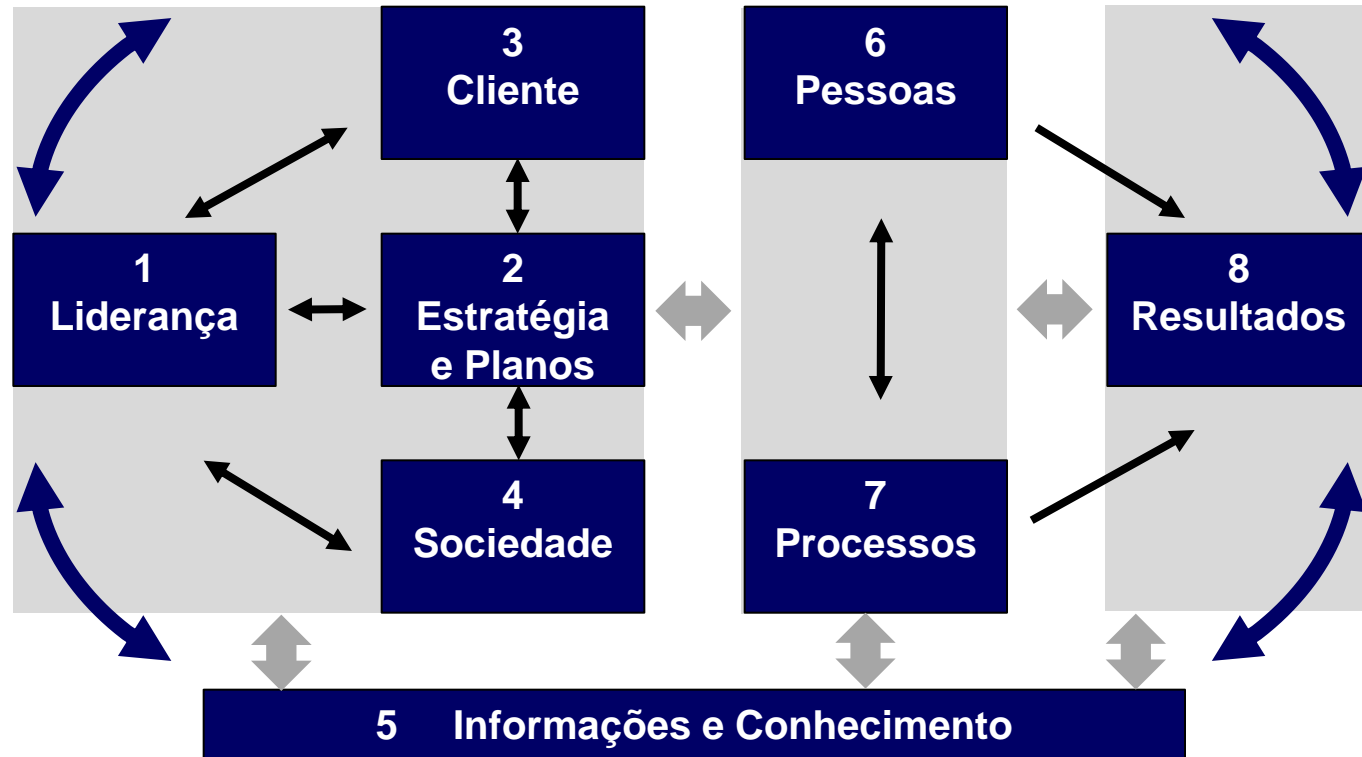 3
Cliente
6
Pessoas
1
Liderança
2
Estratégia
e Planos
8
Resultados
4
Sociedade
7
Processos
5 Informações e Conhecimento